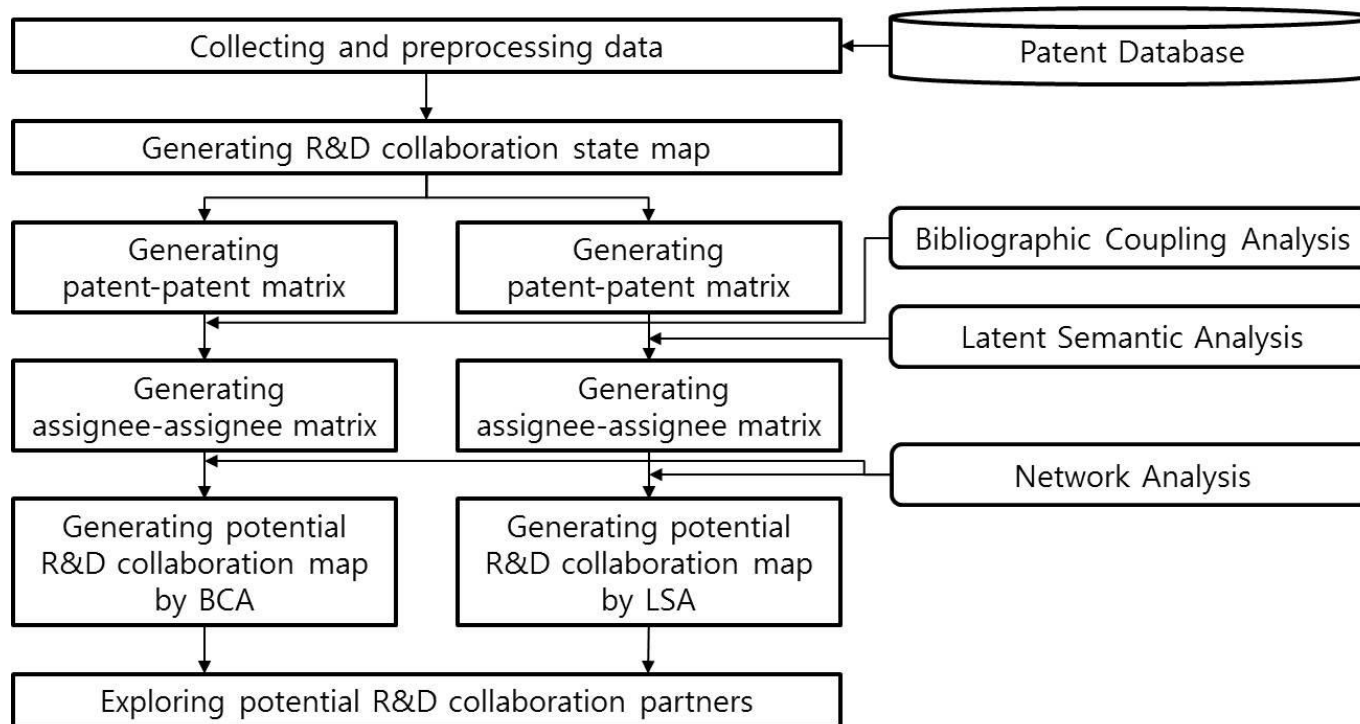 Collecting and preprocessing data
Patent Database
Generating R&D collaboration state map
Generating
patent-patent matrix
Generating
patent-patent matrix
Bibliographic Coupling Analysis
Latent Semantic Analysis
Generating
assignee-assignee matrix
Generating
assignee-assignee matrix
Network Analysis
Generating potential
R&D collaboration map
by BCA
Generating potential
R&D collaboration map
by LSA
Exploring potential R&D collaboration partners